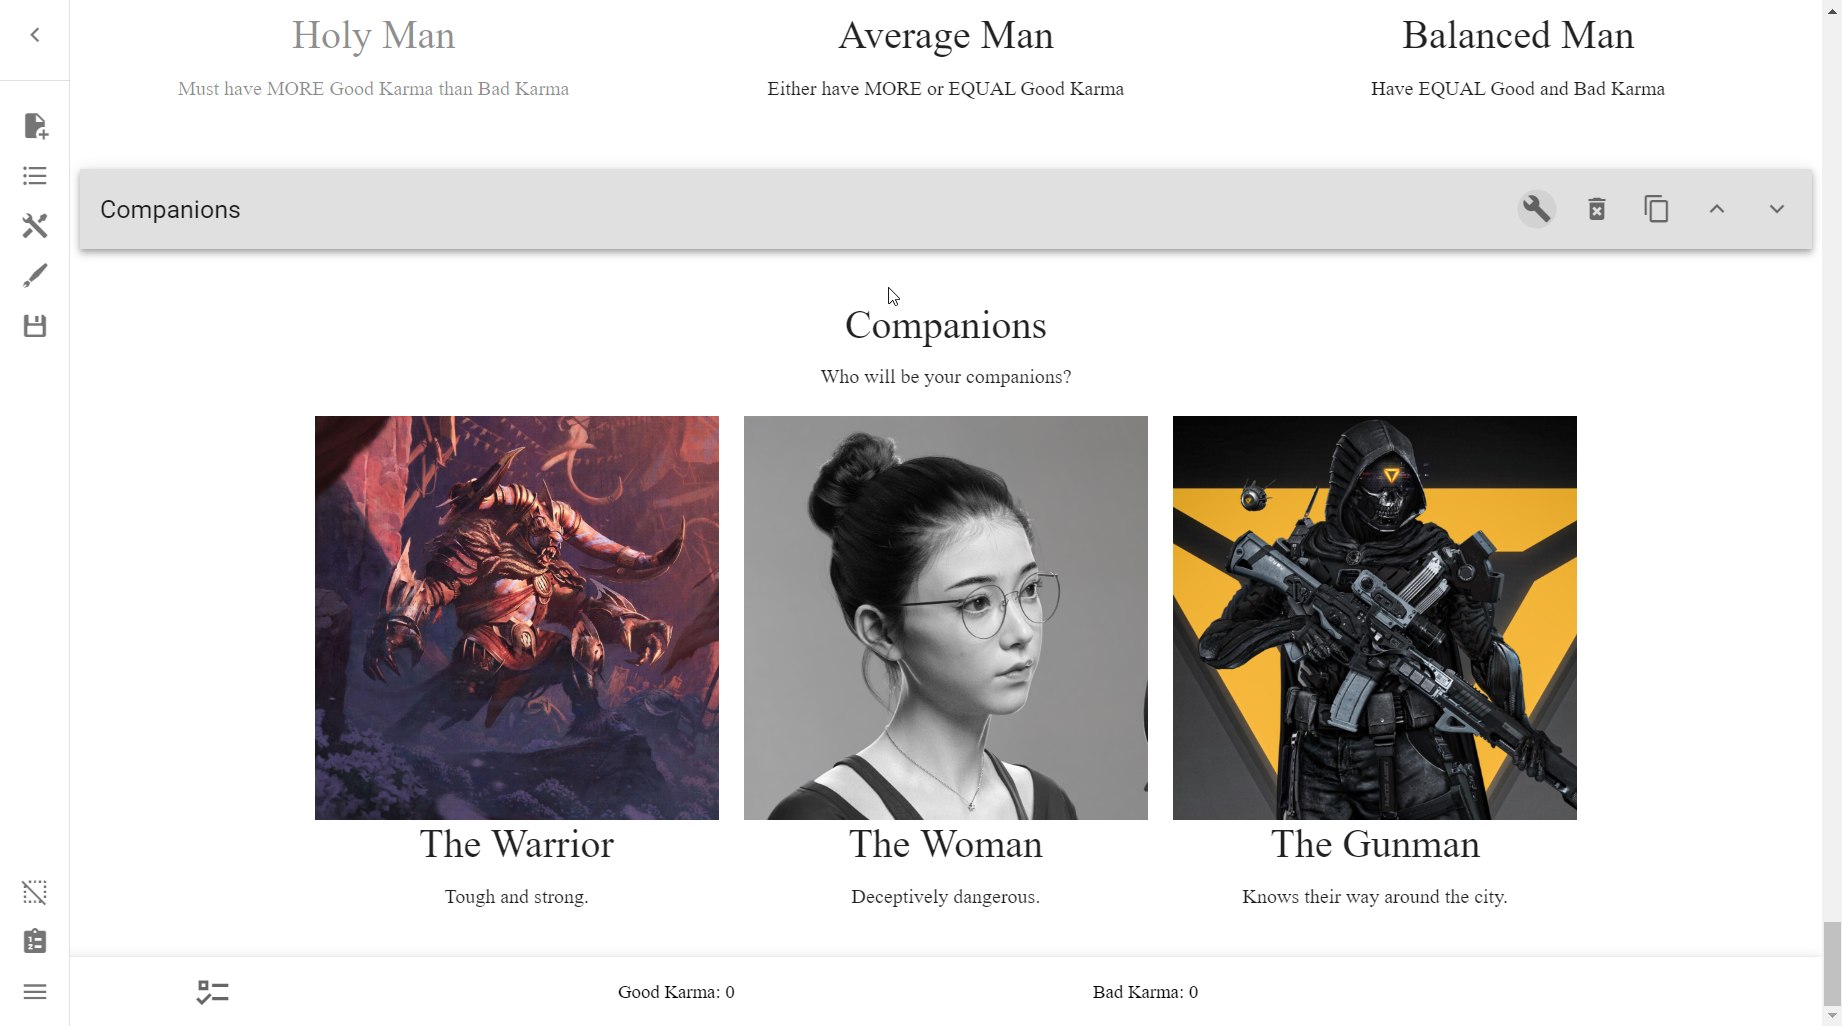 Holy Man
Average Man
Balanced Man
Must have MORE Good Karma than Bad Karma
Either have MORE or EQUAL Good Karma
Have EQUAL Good and Bad Karma
Companions
Companions
Who will be your companions?
The Warrior
The Woman
The Gunman
Tough and strong.
Deceptively dangerous.
Knows their way around the city.
Good Karma: 0
Bad Karma: 0